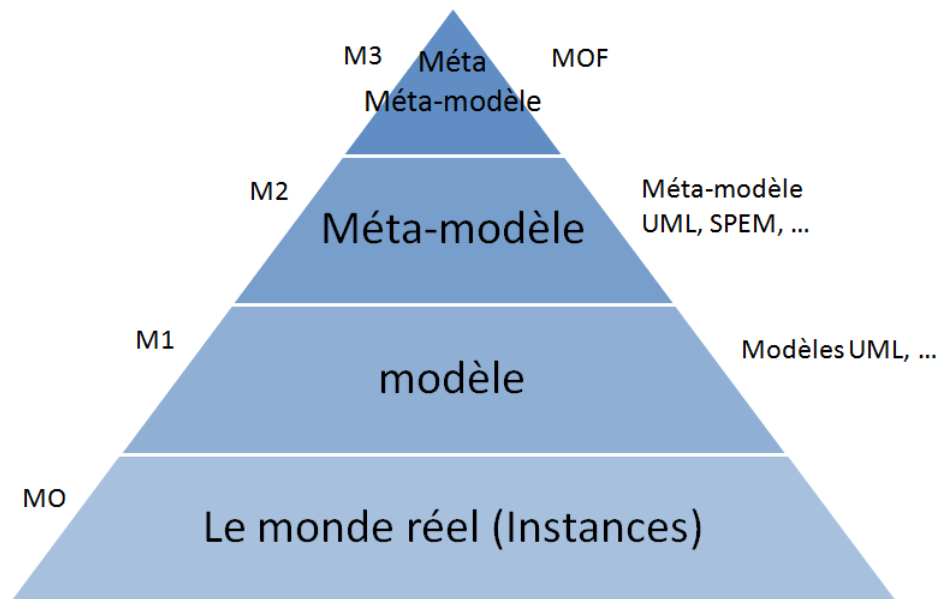 M3
Méta
Méta-modèle
MOF
M2
Méta-modèle
Méta-modèle
UML, SPEM, ...
M1
modèle
Modèles UML, ...
MO
Le monde réel (Instances)